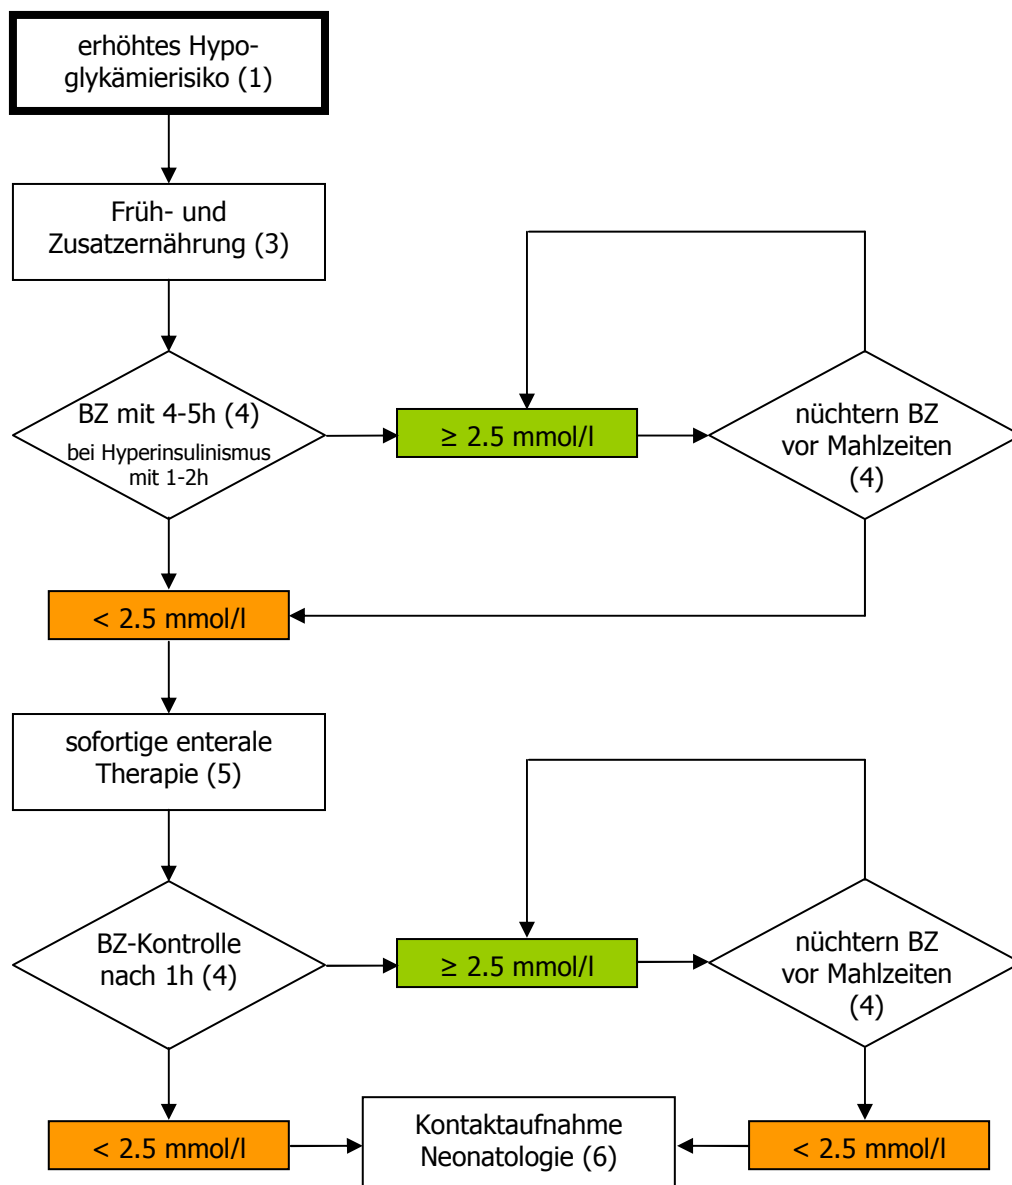 erhöhtes Hypo-
glykämierisiko (1)
Früh- und
Zusatzernährung (3)
BZ mit 4-5h (4)
bei Hyperinsulinismus
mit 1-2h
≥ 2.5 mmol/l
nüchtern BZ
vor Mahlzeiten
(4)
< 2.5 mmol/l
sofortige enterale
Therapie (5)
BZ-Kontrolle
nach 1h (4)
≥ 2.5 mmol/l
nüchtern BZ
vor Mahlzeiten
(4)
< 2.5 mmol/l
Kontaktaufnahme
Neonatologie (6)
< 2.5 mmol/l